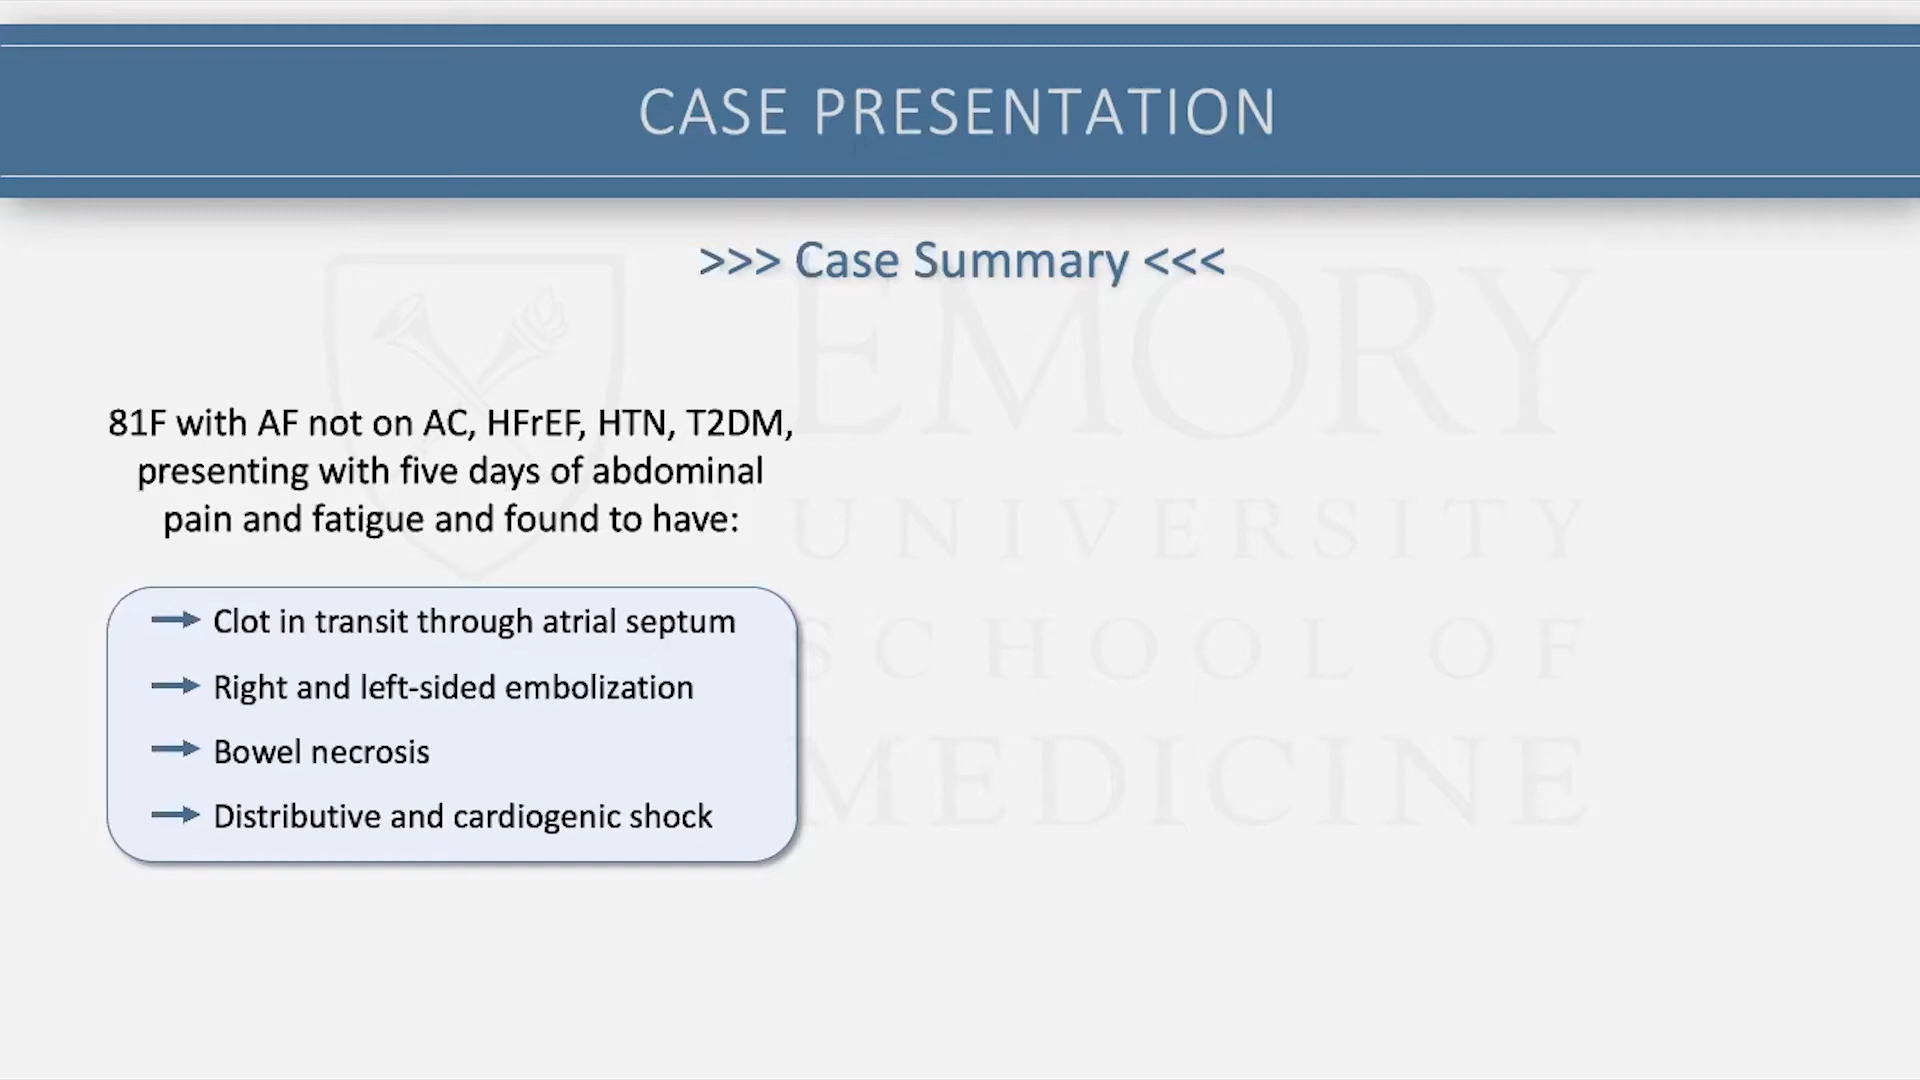 CASE PRESENTATION
>>> Case Summary <<<
81F with AF not on AC, HFrEF, HTN, T2DM,
presenting with five days of abdominal
pain and fatigue and found to have:
Clot in transit through atrial septum
Right and left-sided embolization
Bowel necrosis
Distributive and cardiogenic shock
EMORY
UNIVERSITY
SCHOOL OF
MEDICINE